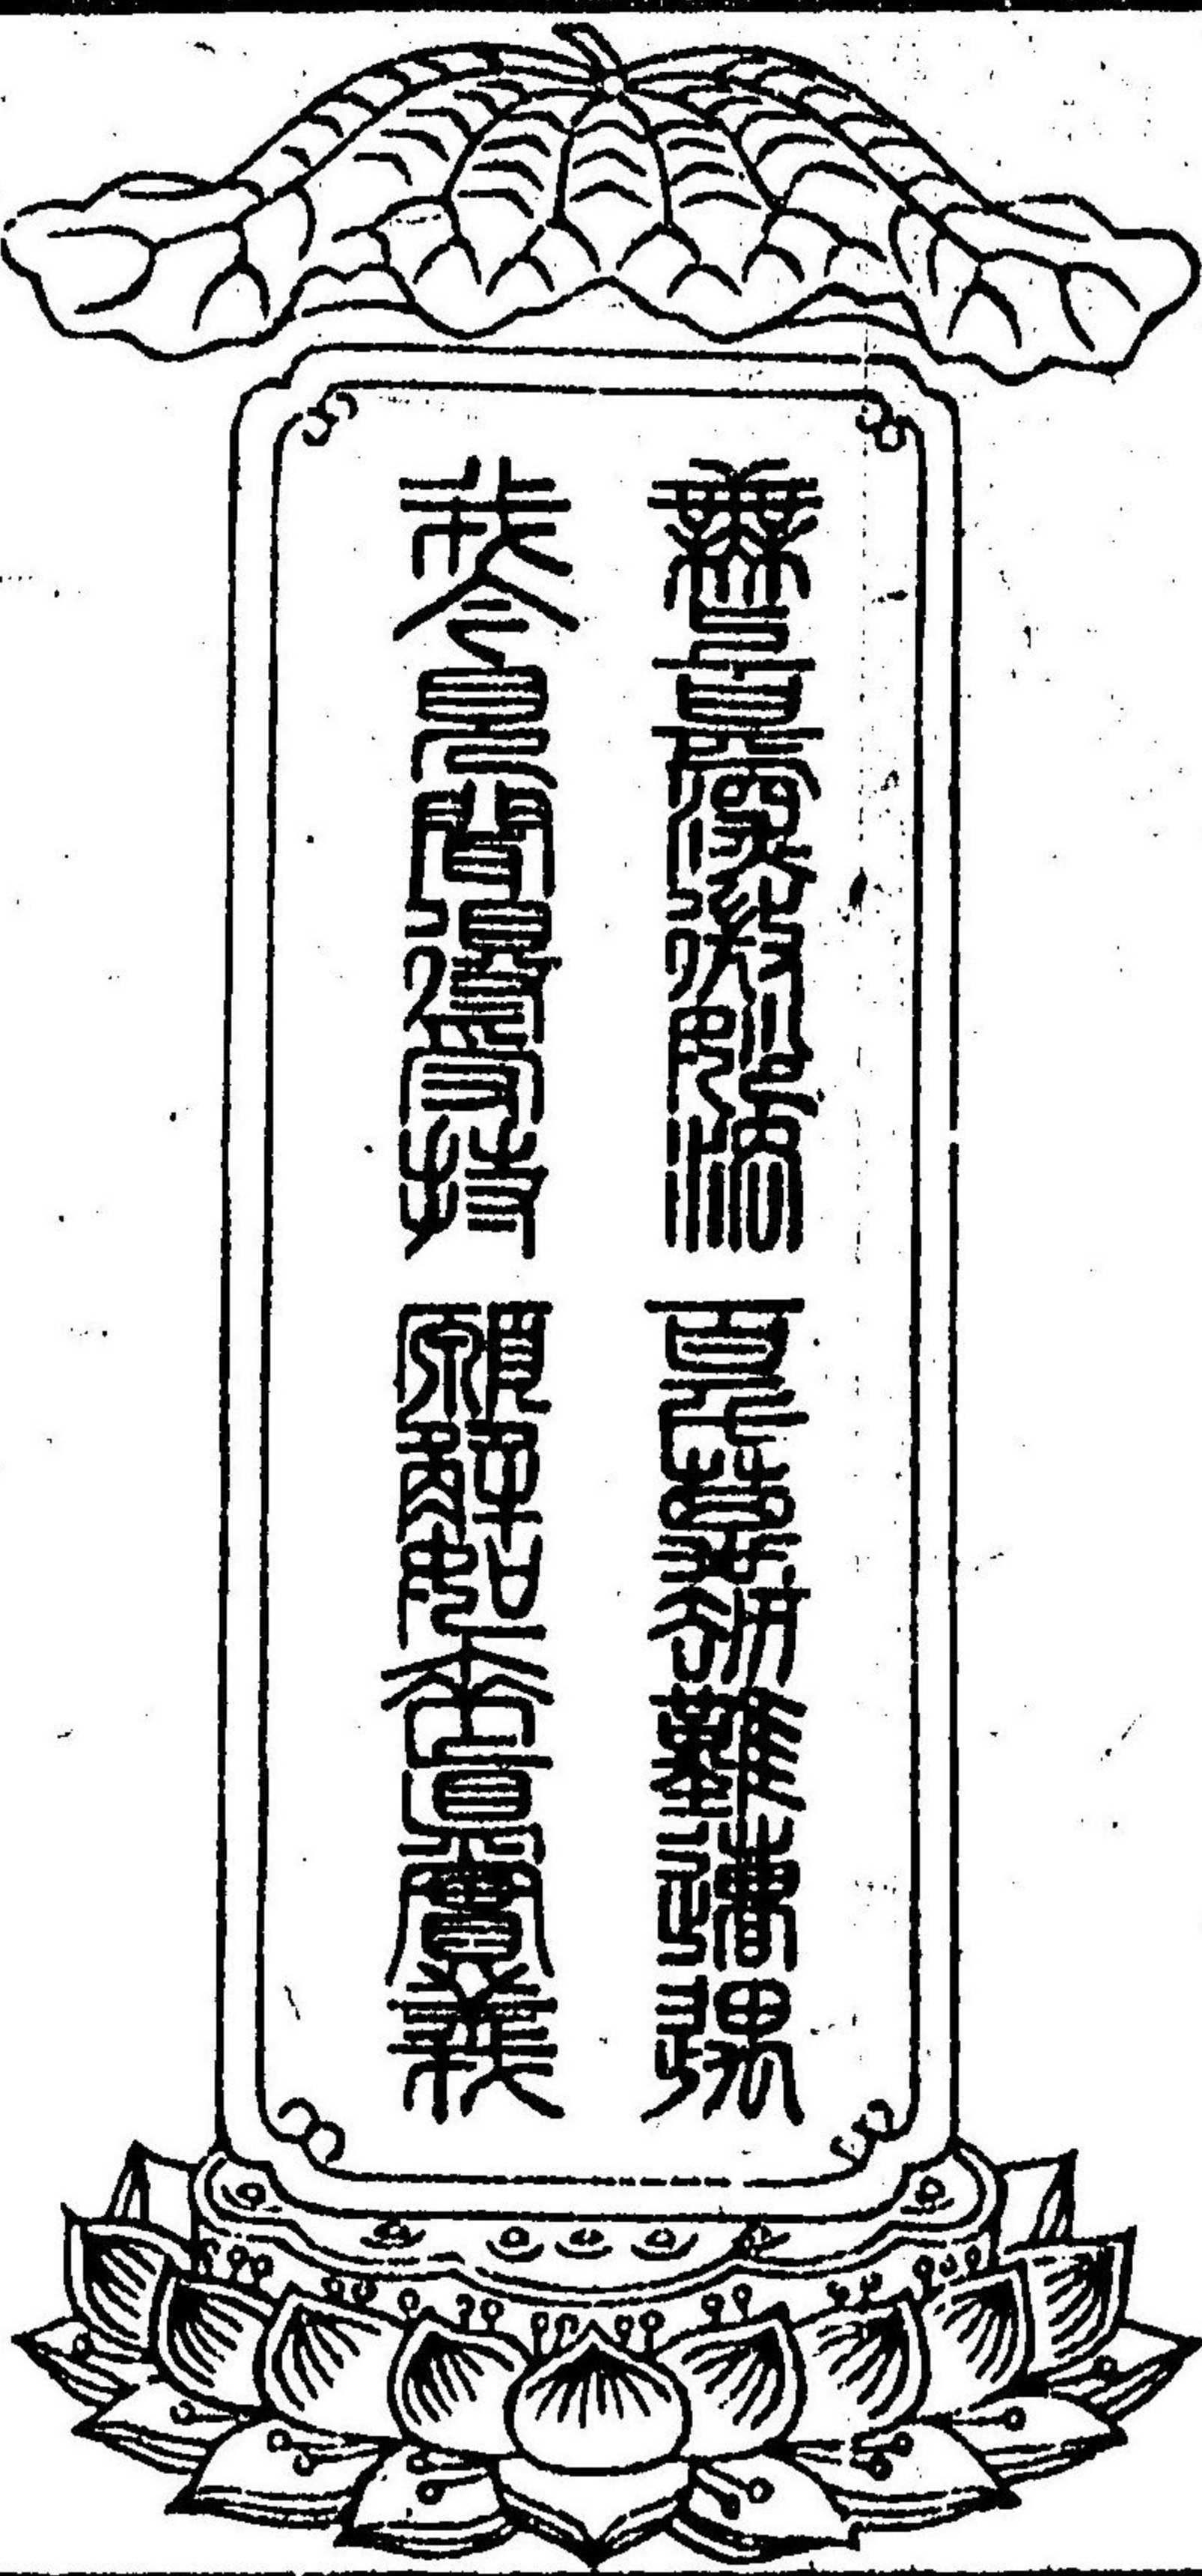 無上甚深微妙法 百千萬劫難遭遇
我今見聞得受持 願解如來眞實義